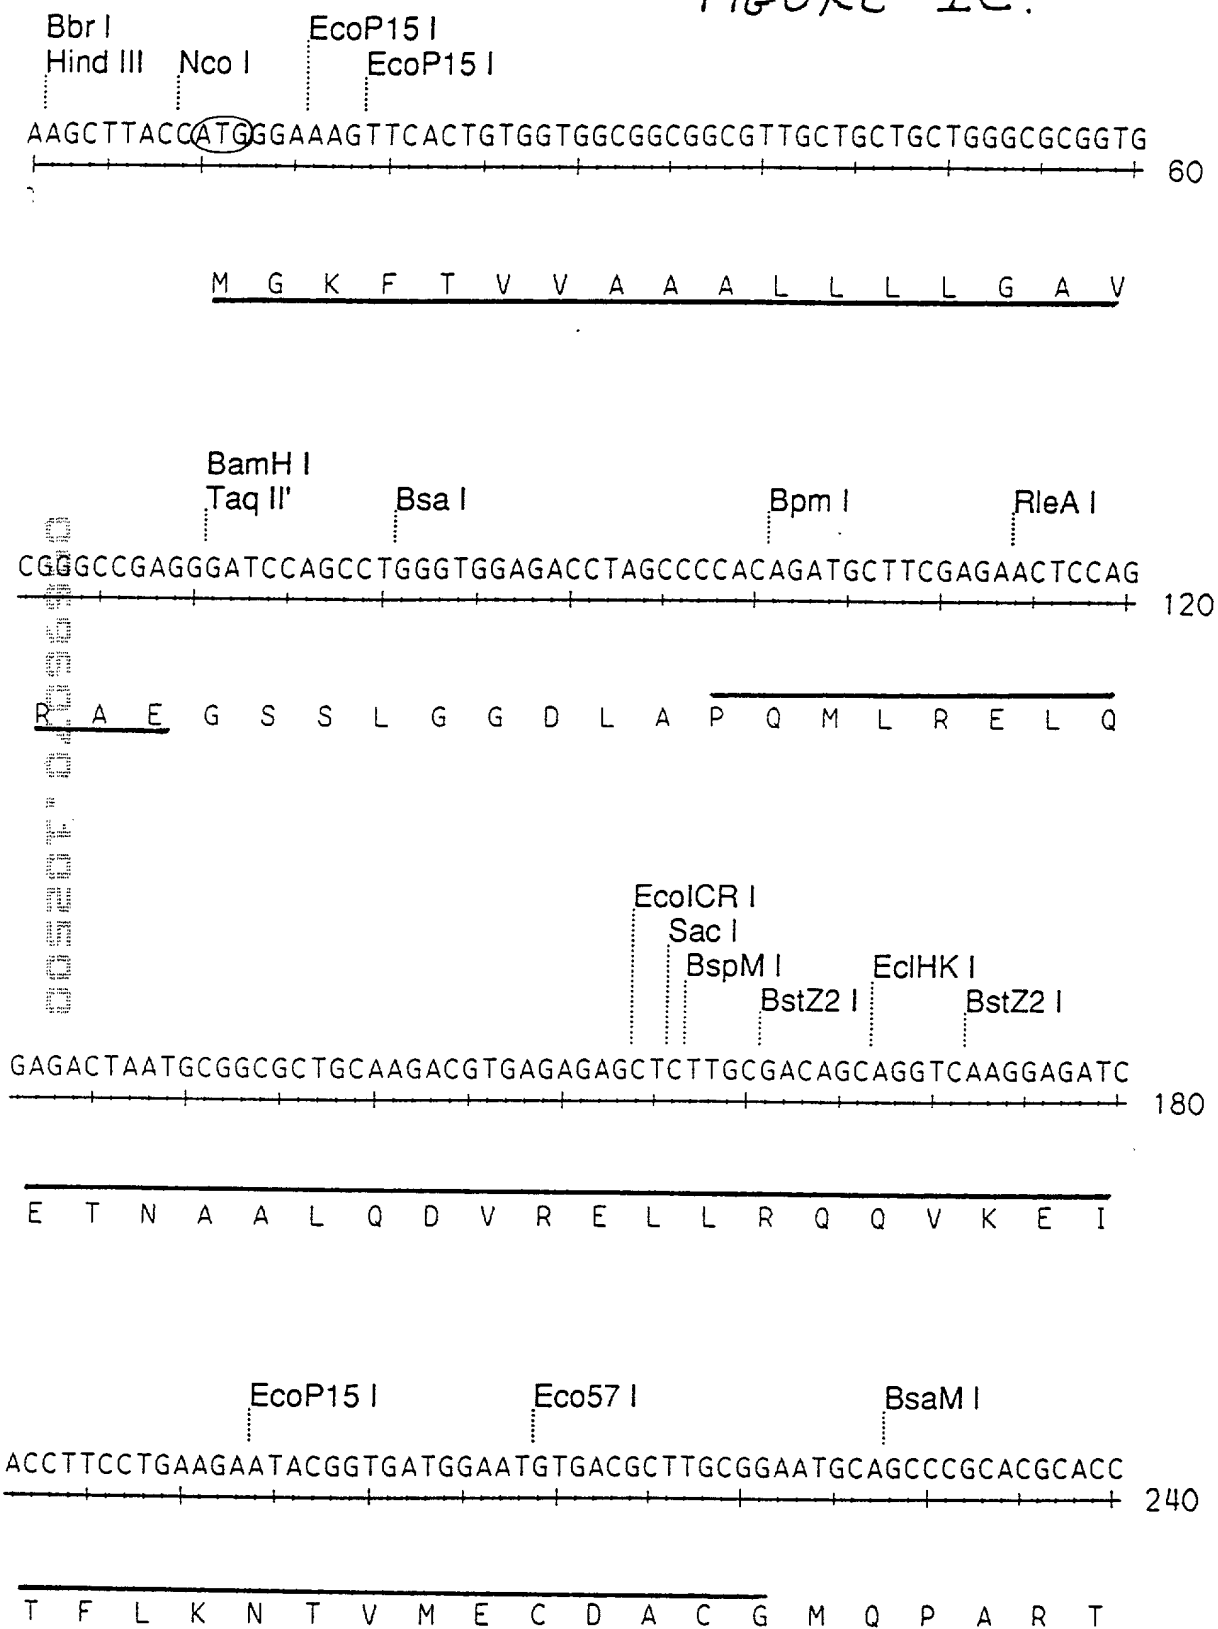 FIGURE 1C.
Bbr I EcoP15 I
Hind III Nco I EcoP15 I
AAGCTTACCATGGGAAAGTTCACTGTGGTGGCGGCGGCGTTGCTGCTGCTGGGCGCGGTG
60
M G K F T V V A A A L L L L G A V
BamH I
Taq II' Bsa I Bpm I RleA I
CGGGCCGAGGGATCCAGCCTGGGTGGAGACCTAGCCCCACAGATGCTTCGAGAACTCCAG
120
R A E G S S L G G D L A P Q M L R E L Q
EcoICR I
Sac I
BspM I EclHK I
BstZ2 I BstZ2 I
GAGACTAATGCGGCGCTGCAAGACGTGAGAGAGCTCTTGCGACAGCAGGTCAAGGAGATC
180
E T N A A L Q D V R E L L R Q Q V K E I
EcoP15 I Eco57 I BsaM I
ACCTTCCTGAAGAATACGGTGATGGAATGTGACGCTTGCGGAATGCAGCCCGCACGCACC
240
T F L K N T V M E C D A C G M Q P A R T